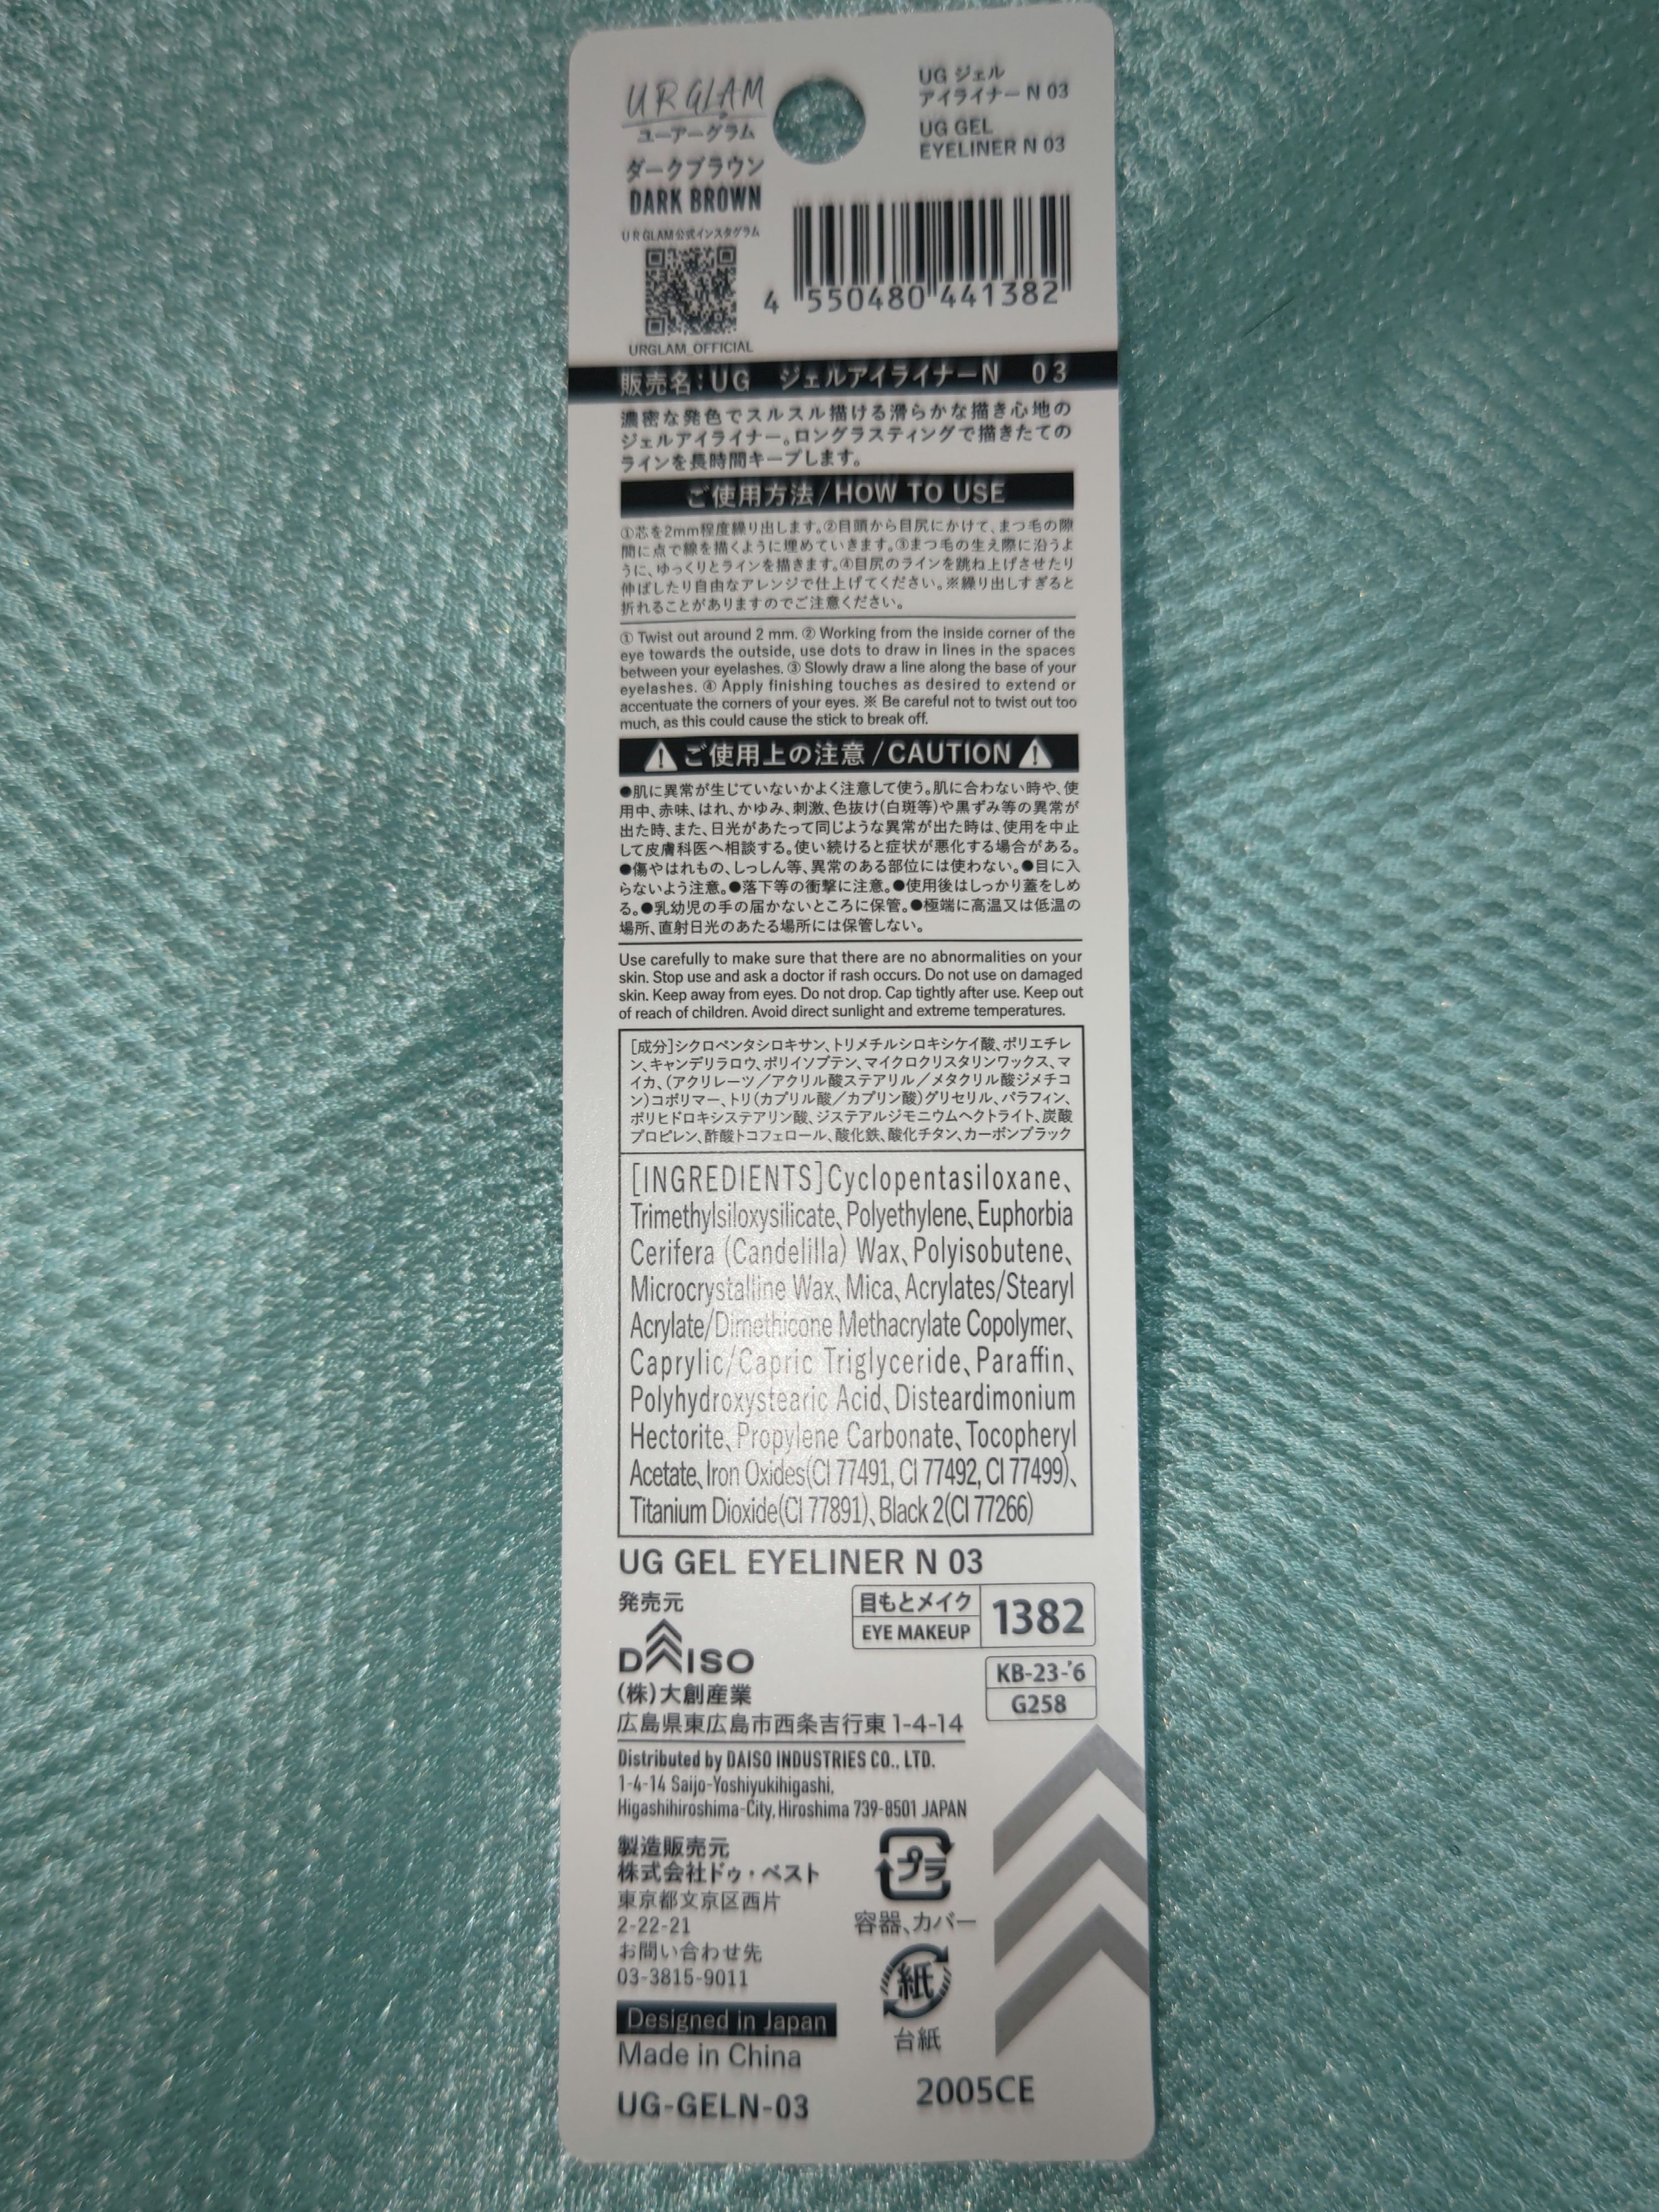 URGLAM
ユーアーグラム
ダークブラウン
DARK BROWN
URGLAM公式インスタグラム
URGLAM_OFFICIAL
UG ジェル
アイライナー N 03
UG GEL
EYELINER N 03
4 550480 441382
販売名：UG ジェルアイライナーN 03
濃密な発色でスルスル描ける滑らかな描き心地の
ジェルアイライナー。ロングラスティングで描きたての
ラインを長時間キープします。
ご使用方法/HOW TO USE
①芯を2mm程度繰り出します。②目頭から目尻にかけて、まつ毛の隙
間に点で線を描くように埋めていきます。③まつ毛の生え際に沿うよ
うに、ゆっくりとラインを描きます。④目尻のラインを跳ね上げさせたり
伸ばしたり自由なアレンジで仕上げてください。※繰り出しすぎると
折れることがありますのでご注意ください。
① Twist out around 2 mm. ② Working from the inside corner of the
eye towards the outside, use dots to draw in lines in the spaces
between your eyelashes. ③ Slowly draw a line along the base of your
eyelashes. ④ Apply finishing touches as desired to extend or
accentuate the corners of your eyes. ※ Be careful not to twist out too
much, as this could cause the stick to break off.
ご使用上の注意/CAUTION
●肌に異常が生じていないかよく注意して使う。肌に合わない時や、使
用中、赤味、はれ、かゆみ、刺激、色抜け(白斑等)や黒ずみ等の異常が
出た時、また、日光があたって同じような異常が出た時は、使用を中止
して皮膚科医へ相談する。使い続けると症状が悪化する場合がある。
●傷やはれもの、しっしん等、異常のある部位には使わない。●目に入
らないよう注意。●落下等の衝撃に注意。●使用後はしっかり蓋をしめ
る。●乳幼児の手の届かないところに保管。●極端に高温又は低温の
場所、直射日光のあたる場所には保管しない。
Use carefully to make sure that there are no abnormalities on your
skin. Stop use and ask a doctor if rash occurs. Do not use on damaged
skin. Keep away from eyes. Do not drop. Cap tightly after use. Keep out
of reach of children. Avoid direct sunlight and extreme temperatures.
[成分]シクロペンタシロキサン、トリメチルシロキシケイ酸、ポリエチレ
ン、キャンデリラロウ、ポリイソブテン、マイクロクリスタリンワックス、マ
イカ、(アクリレーツ／アクリル酸ステアリル／メタクリル酸ジメチコ
ン)コポリマー、トリ(カプリル酸／カプリン酸)グリセリル、パラフィン、
ポリヒドロキシステアリン酸、ジステアルジモニウムヘクトライト、炭酸
プロピレン、酢酸トコフェロール、酸化鉄、酸化チタン、カーボンブラック
[INGREDIENTS]Cyclopentasiloxane、
Trimethylsiloxysilicate、Polyethylene、Euphorbia
Cerifera (Candelilla) Wax、Polyisobutene、
Microcrystalline Wax、Mica、Acrylates/Stearyl
Acrylate/Dimethicone Methacrylate Copolymer、
Caprylic/Capric Triglyceride、Paraffin、
Polyhydroxystearic Acid、Disteardimonium
Hectorite、Propylene Carbonate、Tocopheryl
Acetate、Iron Oxides(CI 77491, CI 77492, CI 77499)、
Titanium Dioxide(CI 77891)、Black 2(CI 77266)
UG GEL EYELINER N 03
発売元
DAISO
(株)大創産業
広島県東広島市西条吉行東1-4-14
目もとメイク
EYE MAKEUP
1382
KB-23-'6
G258
Distributed by DAISO INDUSTRIES CO., LTD.
1-4-14 Saijo-Yoshiyukihigashi,
Higashihiroshima-City, Hiroshima 739-8501 JAPAN
製造販売元
株式会社ドゥ・ベスト
東京都文京区西片
2-22-21
お問い合わせ先
03-3815-9011
プラ
容器、カバー
紙
台紙
Designed in Japan
Made in China
UG-GELN-03
2005CE